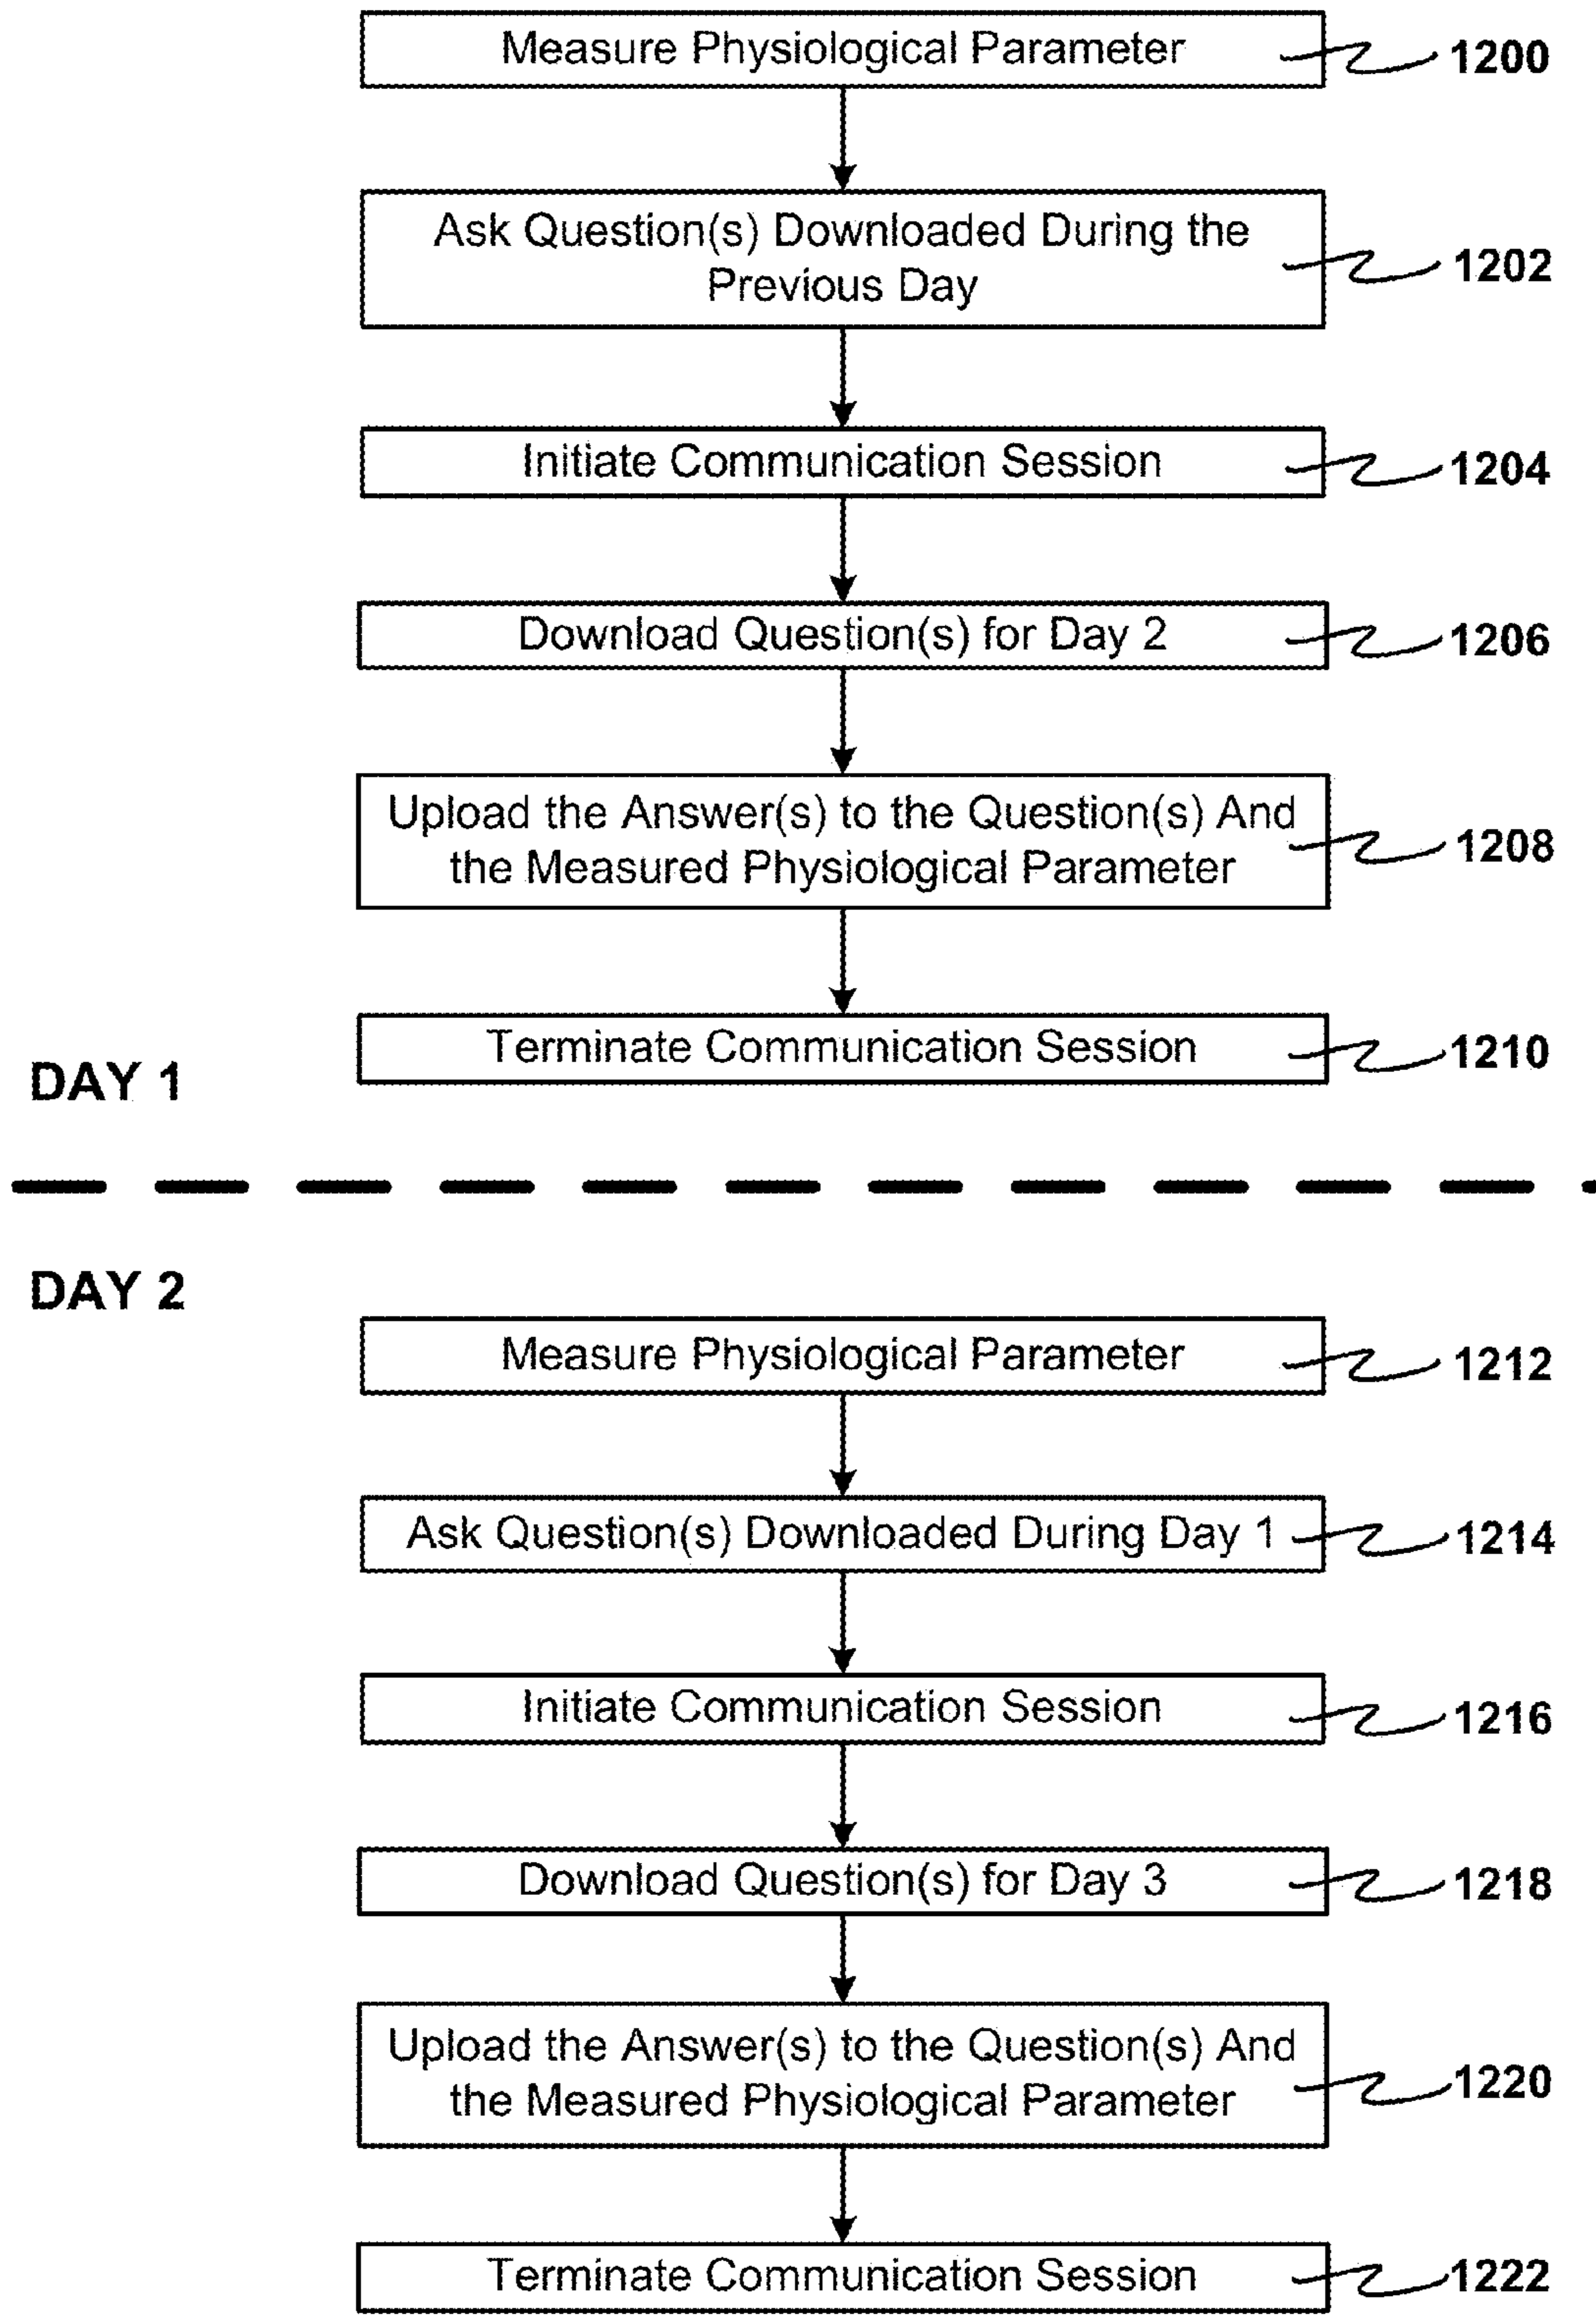 Measure Physiological Parameter
1200
Ask Question(s) Downloaded During the
Previous Day
1202
Initiate Communication Session
1204
Download Question(s) for Day 2
1206
Upload the Answer(s) to the Question(s) And
the Measured Physiological Parameter
1208
Terminate Communication Session
1210
DAY 1
DAY 2
Measure Physiological Parameter
1212
Ask Question(s) Downloaded During Day 1
1214
Initiate Communication Session
1216
Download Question(s) for Day 3
1218
Upload the Answer(s) to the Question(s) And
the Measured Physiological Parameter
1220
Terminate Communication Session
1222